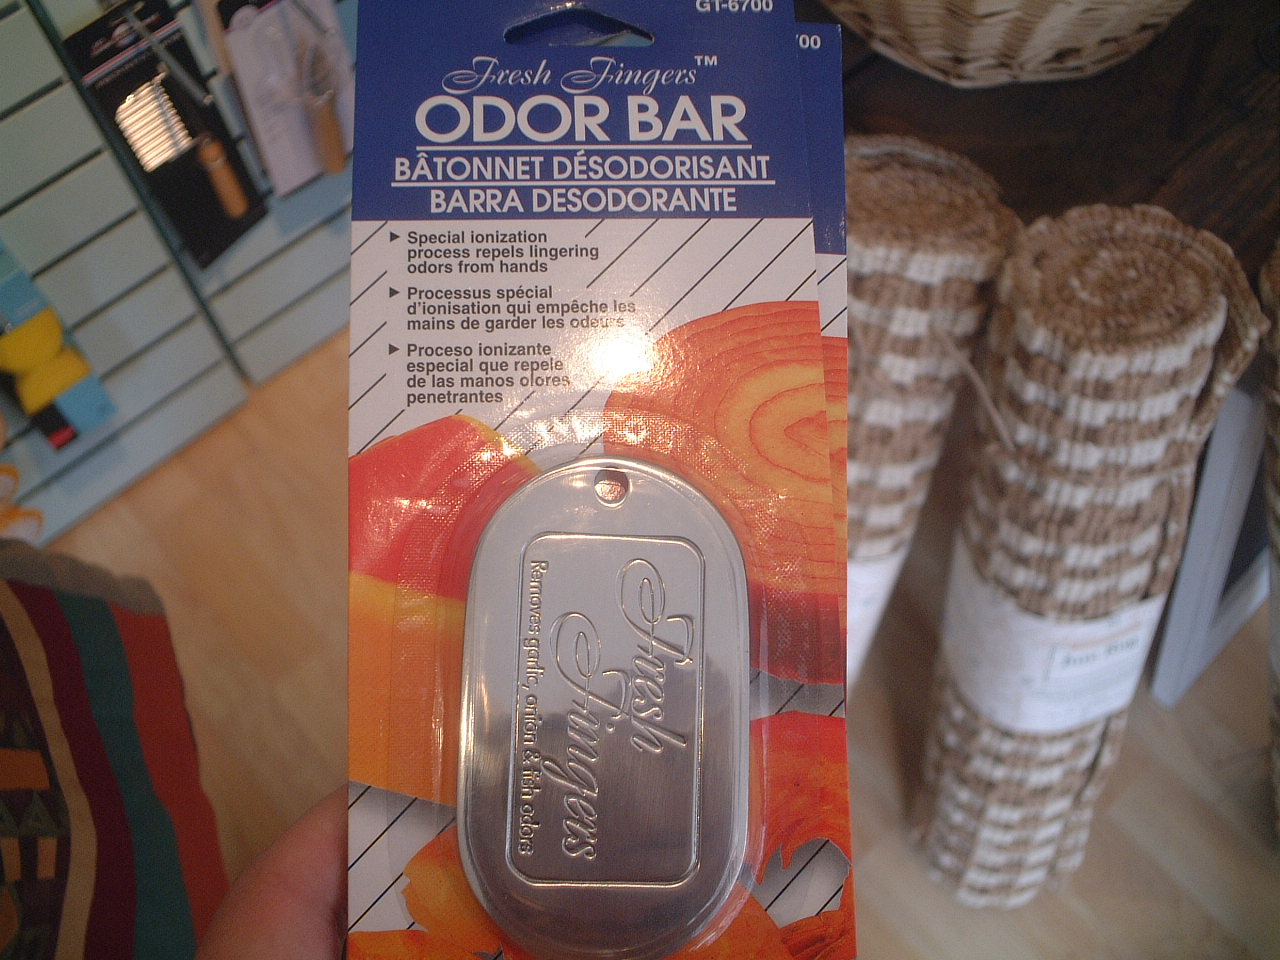 GT-6700
Fresh Fingers™
ODOR BAR
BÂTONNET DÉSODORISANT
BARRA DESODORANTE
▶ Special ionization
process repels lingering
odors from hands
▶ Processus spécial
d'ionisation qui empêche les
mains de garder les odeurs
▶ Proceso ionizante
especial que repele
de las manos olores
penetrantes
Fresh
Fingers
Removes garlic, onion & fish odors
'00